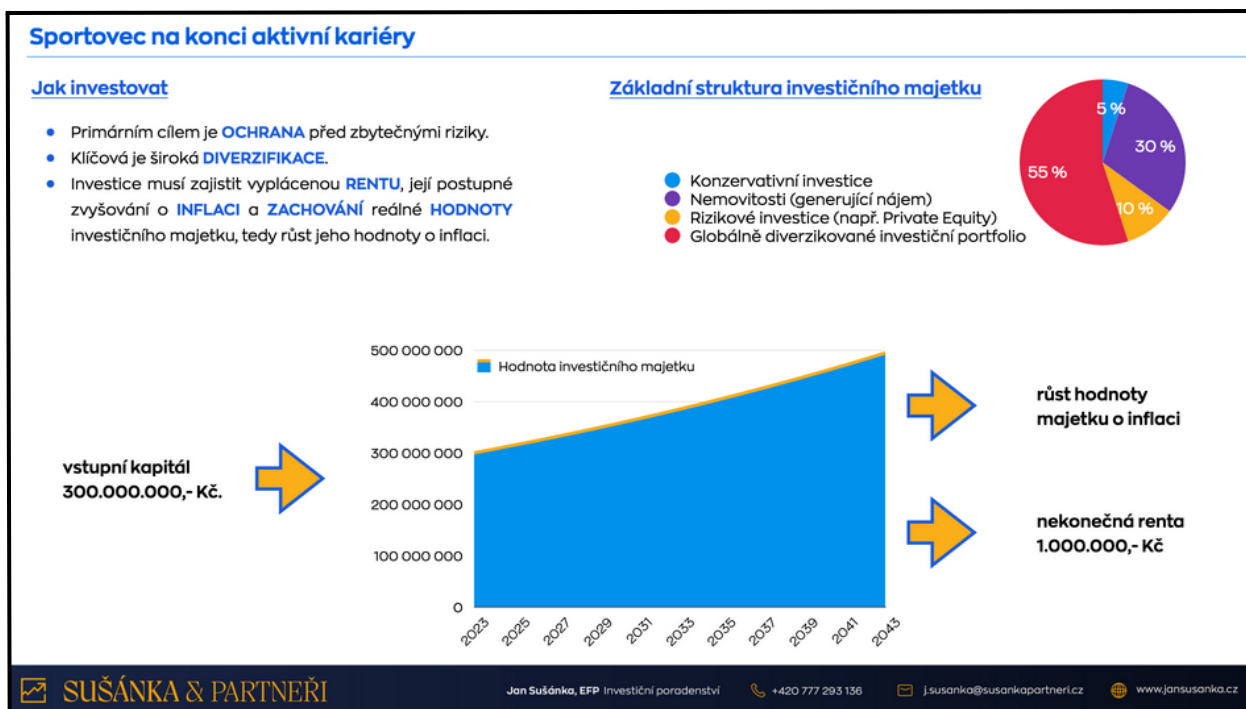 Sportovec na konci aktivní kariéry
Jak investovat
• Primárním cílem je OCHRANA před zbytečnými riziky.
• Klíčová je široká DIVERZIFIKACE.
• Investice musí zajistit vyplácenou RENTU, její postupné
zvyšování o INFLACI a ZACHOVÁNÍ reálné HODNOTY
investičního majetku, tedy růst jeho hodnoty o inflaci.
Základní struktura investičního majetku
Konzervativní investice
Nemovitosti (generující nájem)
Rizikové investice (např. Private Equity)
Globálně diverzikované investiční portfolio
5 %
30 %
10 %
55 %
vstupní kapitál
300.000.000,- Kč.
Hodnota investičního majetku
500 000 000
400 000 000
300 000 000
200 000 000
100 000 000
0
2023
2025
2027
2029
2031
2033
2035
2037
2039
2041
2043
růst hodnoty
majetku o inflaci
nekonečná renta
1.000.000,- Kč
SUŠÁNKA & PARTNEŘI
Jan Sušánka, EFP Investiční poradenství
+420 777 293 136
j.susanka@susankapartneri.cz
www.jansusanka.cz